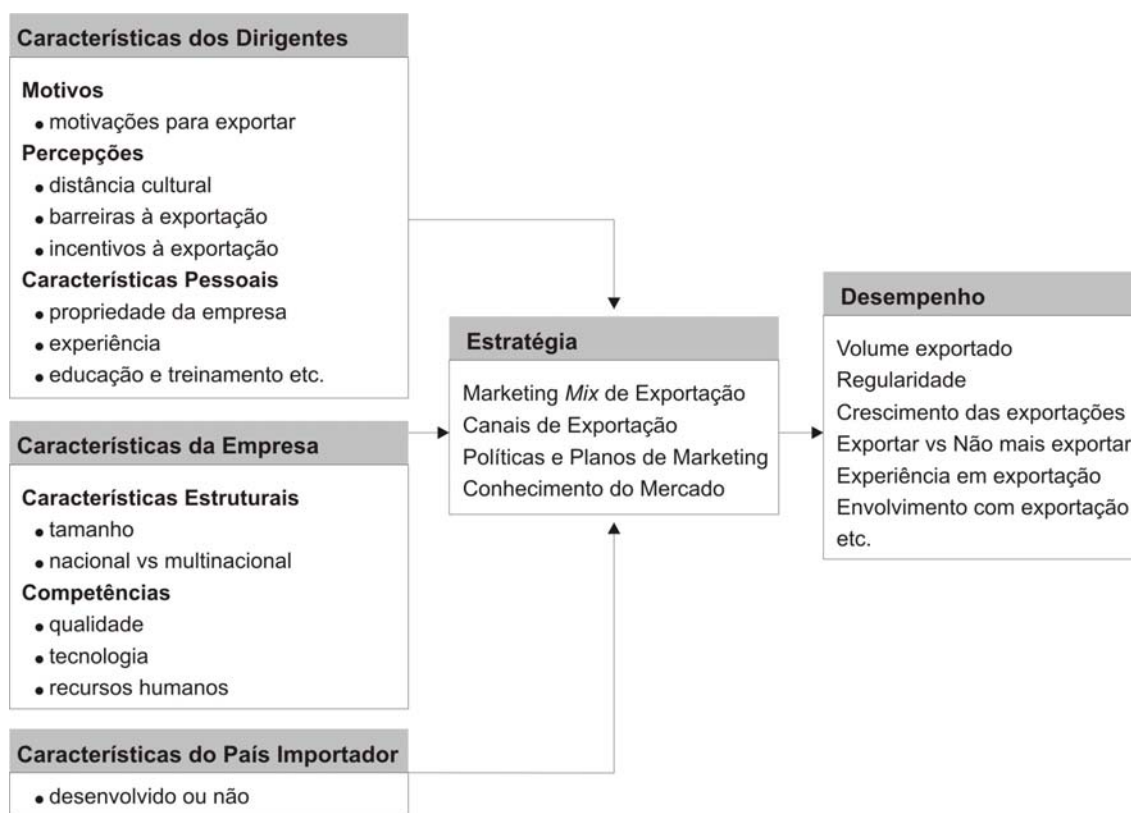 Características dos Dirigentes
Motivos
• motivações para exportar
Percepções
• distância cultural
• barreiras à exportação
• incentivos à exportação
Características Pessoais
• propriedade da empresa
• experiência
• educação e treinamento etc.
Características da Empresa
Características Estruturais
• tamanho
• nacional vs multinacional
Competências
• qualidade
• tecnologia
• recursos humanos
Características do País Importador
• desenvolvido ou não
Estratégia
Marketing Mix de Exportação
Canais de Exportação
Políticas e Planos de Marketing
Conhecimento do Mercado
Desempenho
Volume exportado
Regularidade
Crescimento das exportações
Exportar vs Não mais exportar
Experiência em exportação
Envolvimento com exportação
etc.